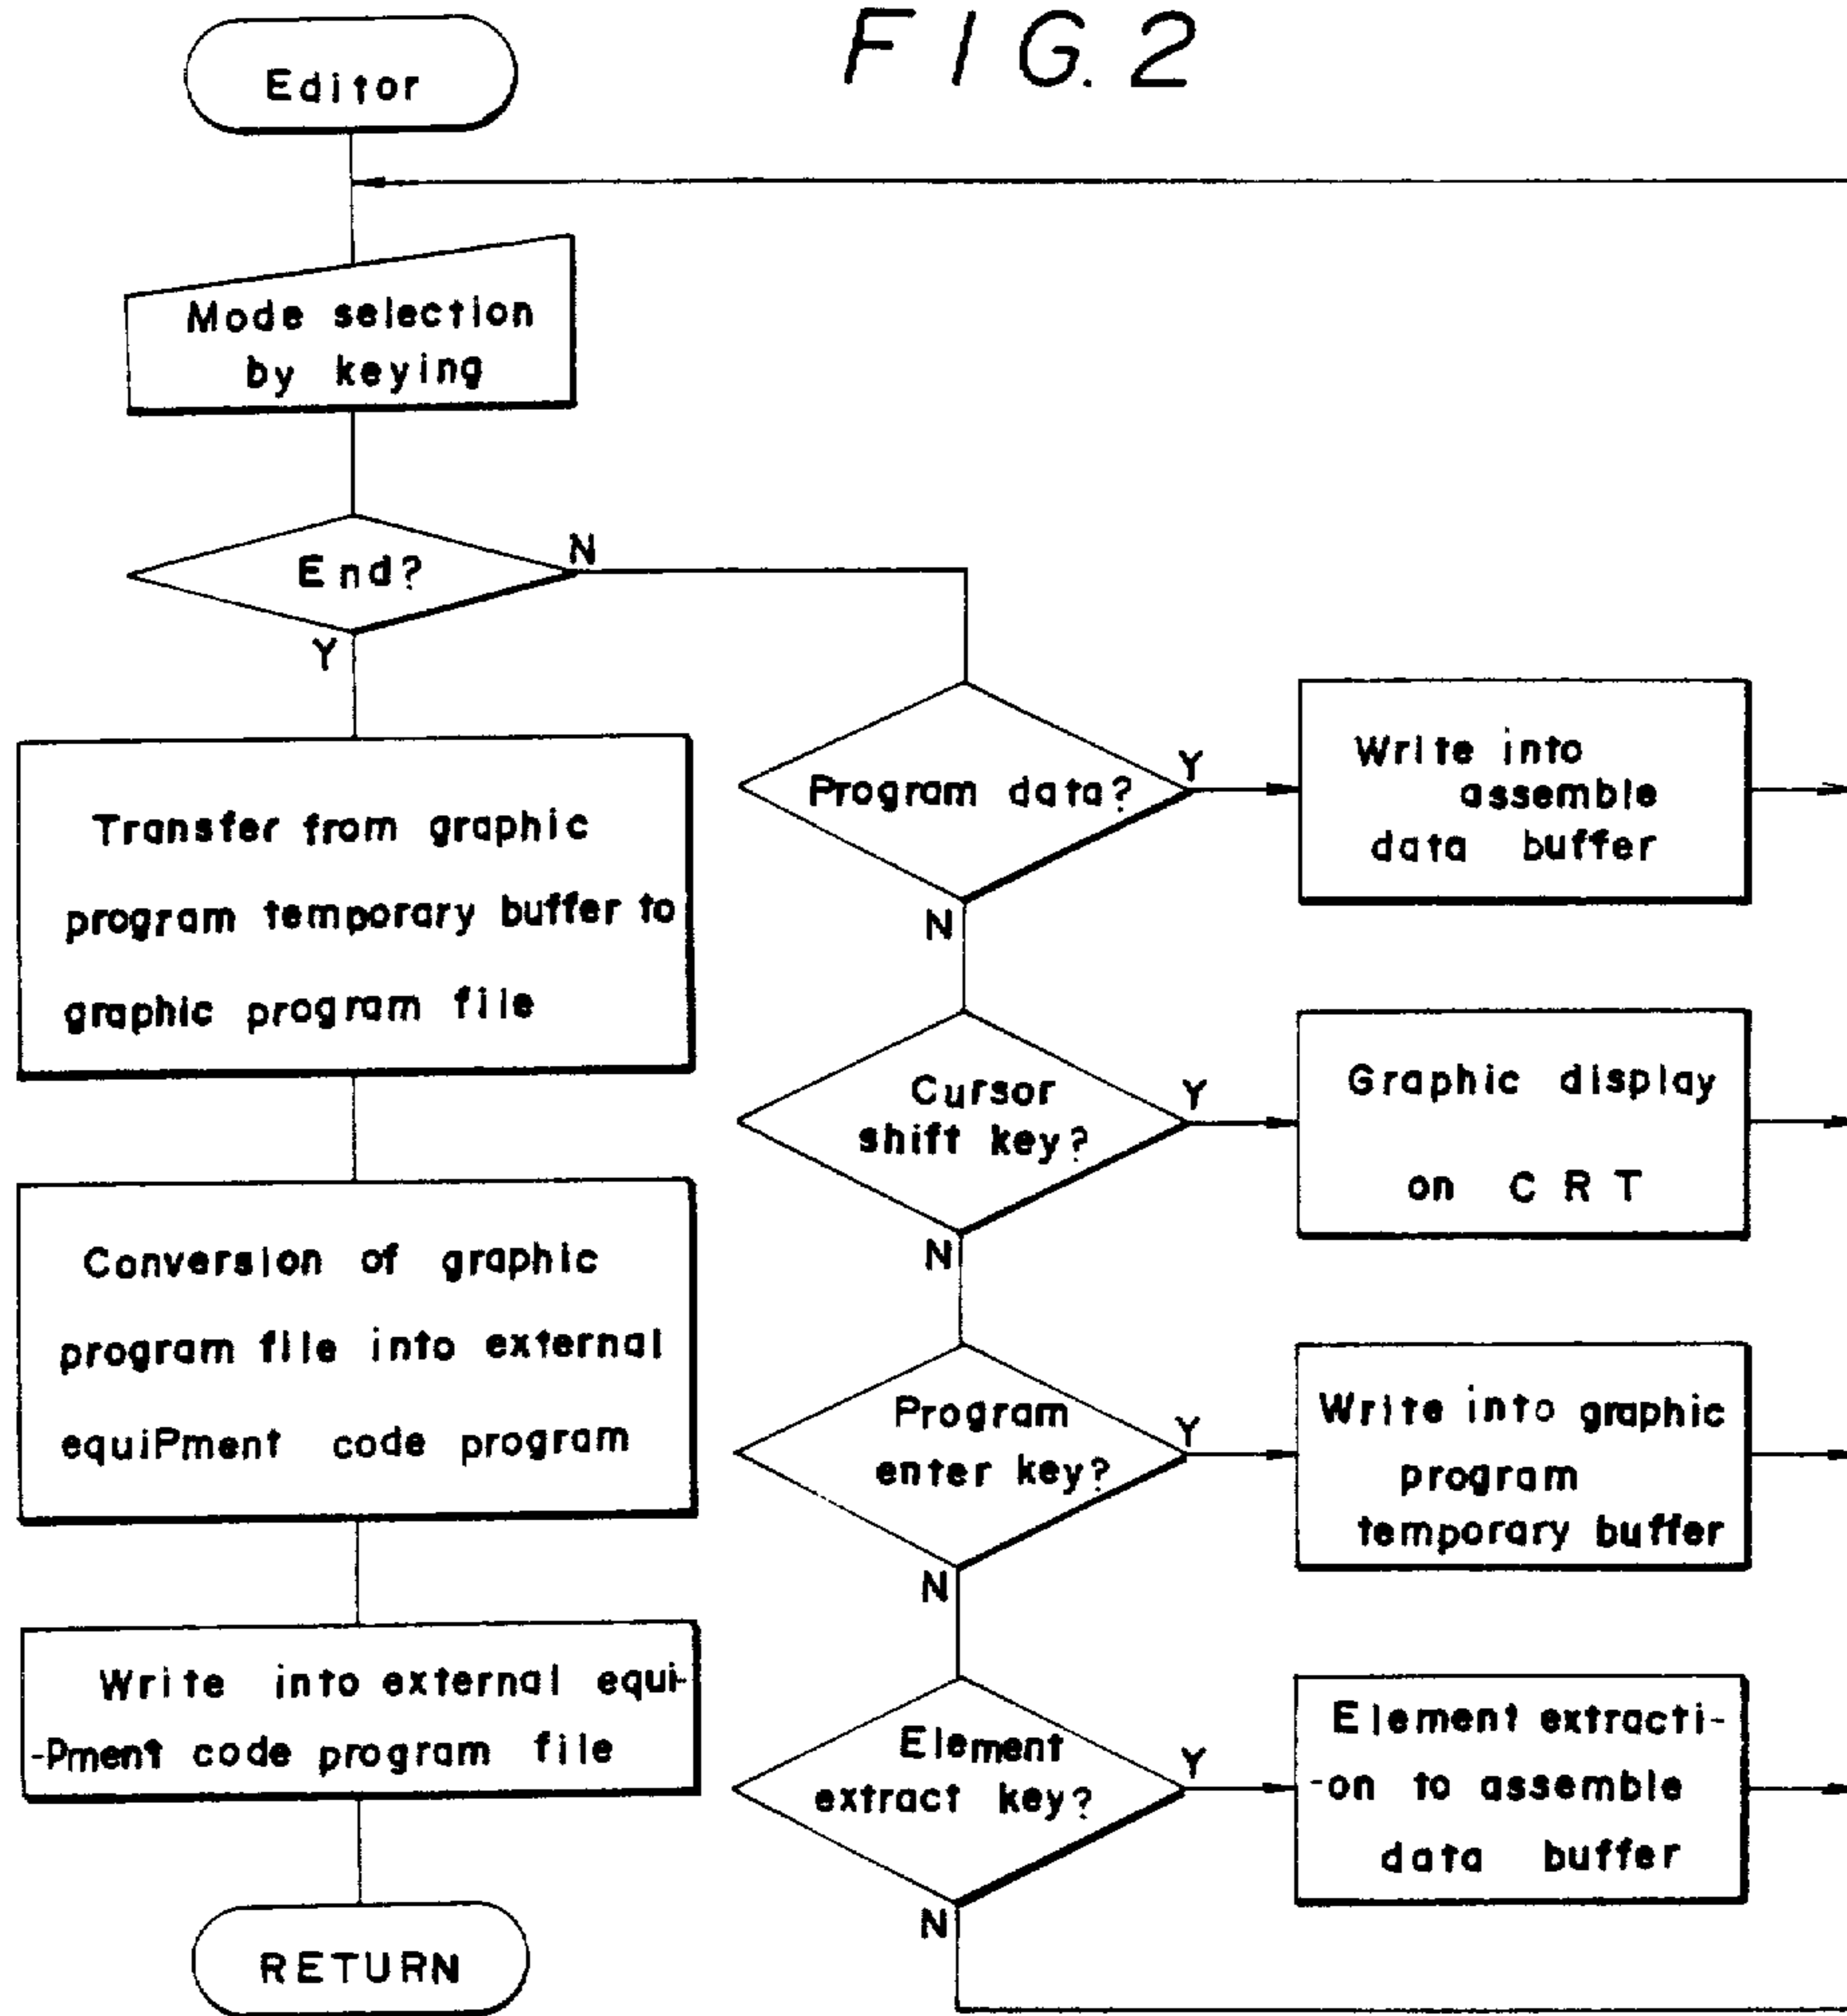 FIG. 2
Editor
Mode selection
by keying
End?
N
Y
Transfer from graphic
program temporary buffer to
graphic program file
Conversion of graphic
program file into external
equiPment code program
Write into external equi-
-Pment code program file
RETURN
Program data?
Y
N
Write into
assemble
data buffer
Cursor
shift key?
Y
N
Graphic display
on CRT
Program
enter key?
Y
N
Write into graphic
program
temporary buffer
Element
extract key?
Y
N
Element extracti-
-on to assemble
data buffer